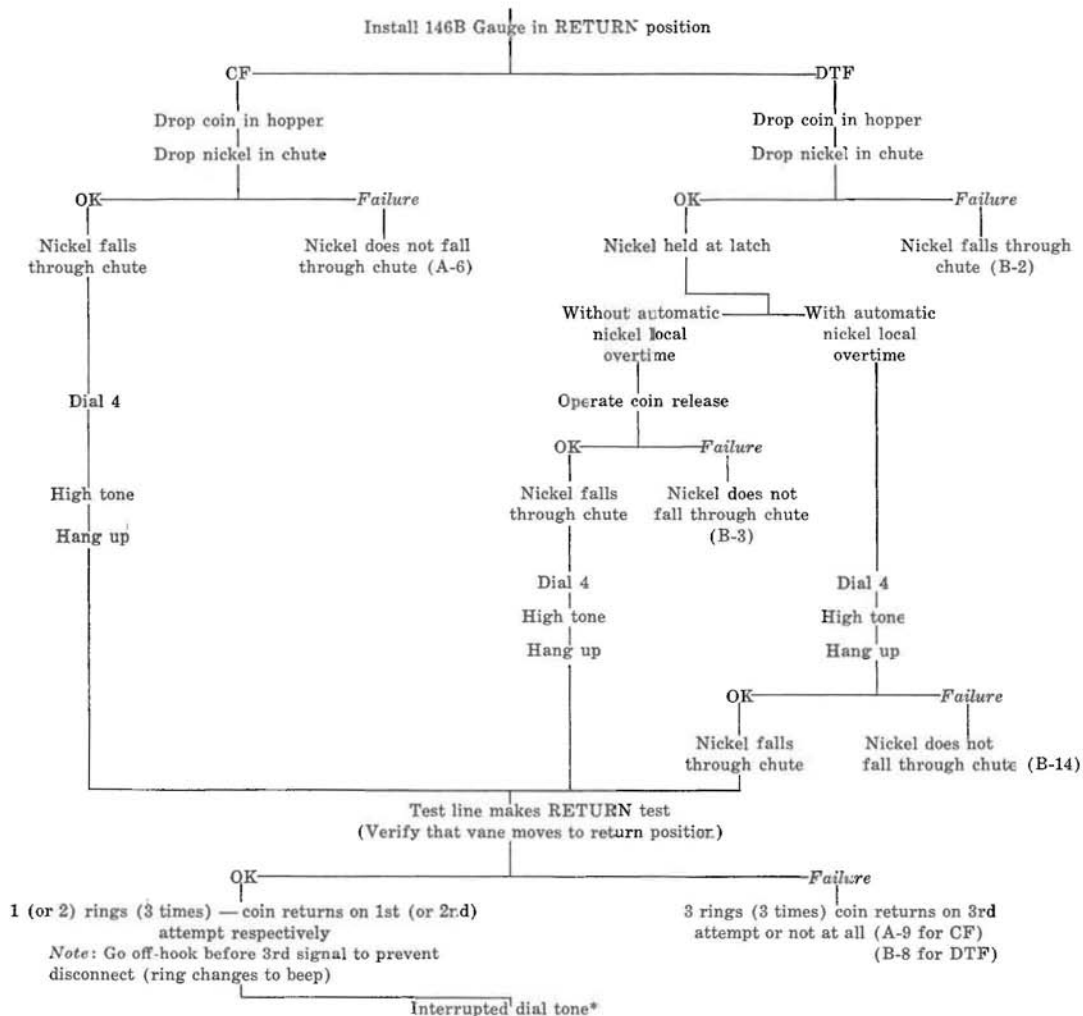 Install 146B Gauge in RETURN position
CF
DTF
Drop coin in hopper
Drop nickel in chute
Drop coin in hopper
Drop nickel in chute
OK
Failure
OK
Failure
Nickel falls
through chute
Nickel does not fall
through chute (A-6)
Nickel held at latch
Nickel falls through
chute (B-2)
Without automatic
nickel local
overtime
With automatic
nickel local
overtime
Dial 4
Operate coin release
OK
Failure
High tone
Hang up
Nickel falls
through chute
Nickel does not
fall through chute
(B-3)
Dial 4
High tone
Hang up
Dial 4
High tone
Hang up
OK
Failure
Nickel falls
through chute
Nickel does not
fall through chute (B-14)
Test line makes RETURN test
(Verify that vane moves to return position.)
OK
Failure
1 (or 2) rings (3 times) — coin returns on 1st (or 2nd)
attempt respectively
Note: Go off-hook before 3rd signal to prevent
disconnect (ring changes to beep)
3 rings (3 times) coin returns on 3rd
attempt or not at all (A-9 for CF)
(B-8 for DTF)
Interrupted dial tone*